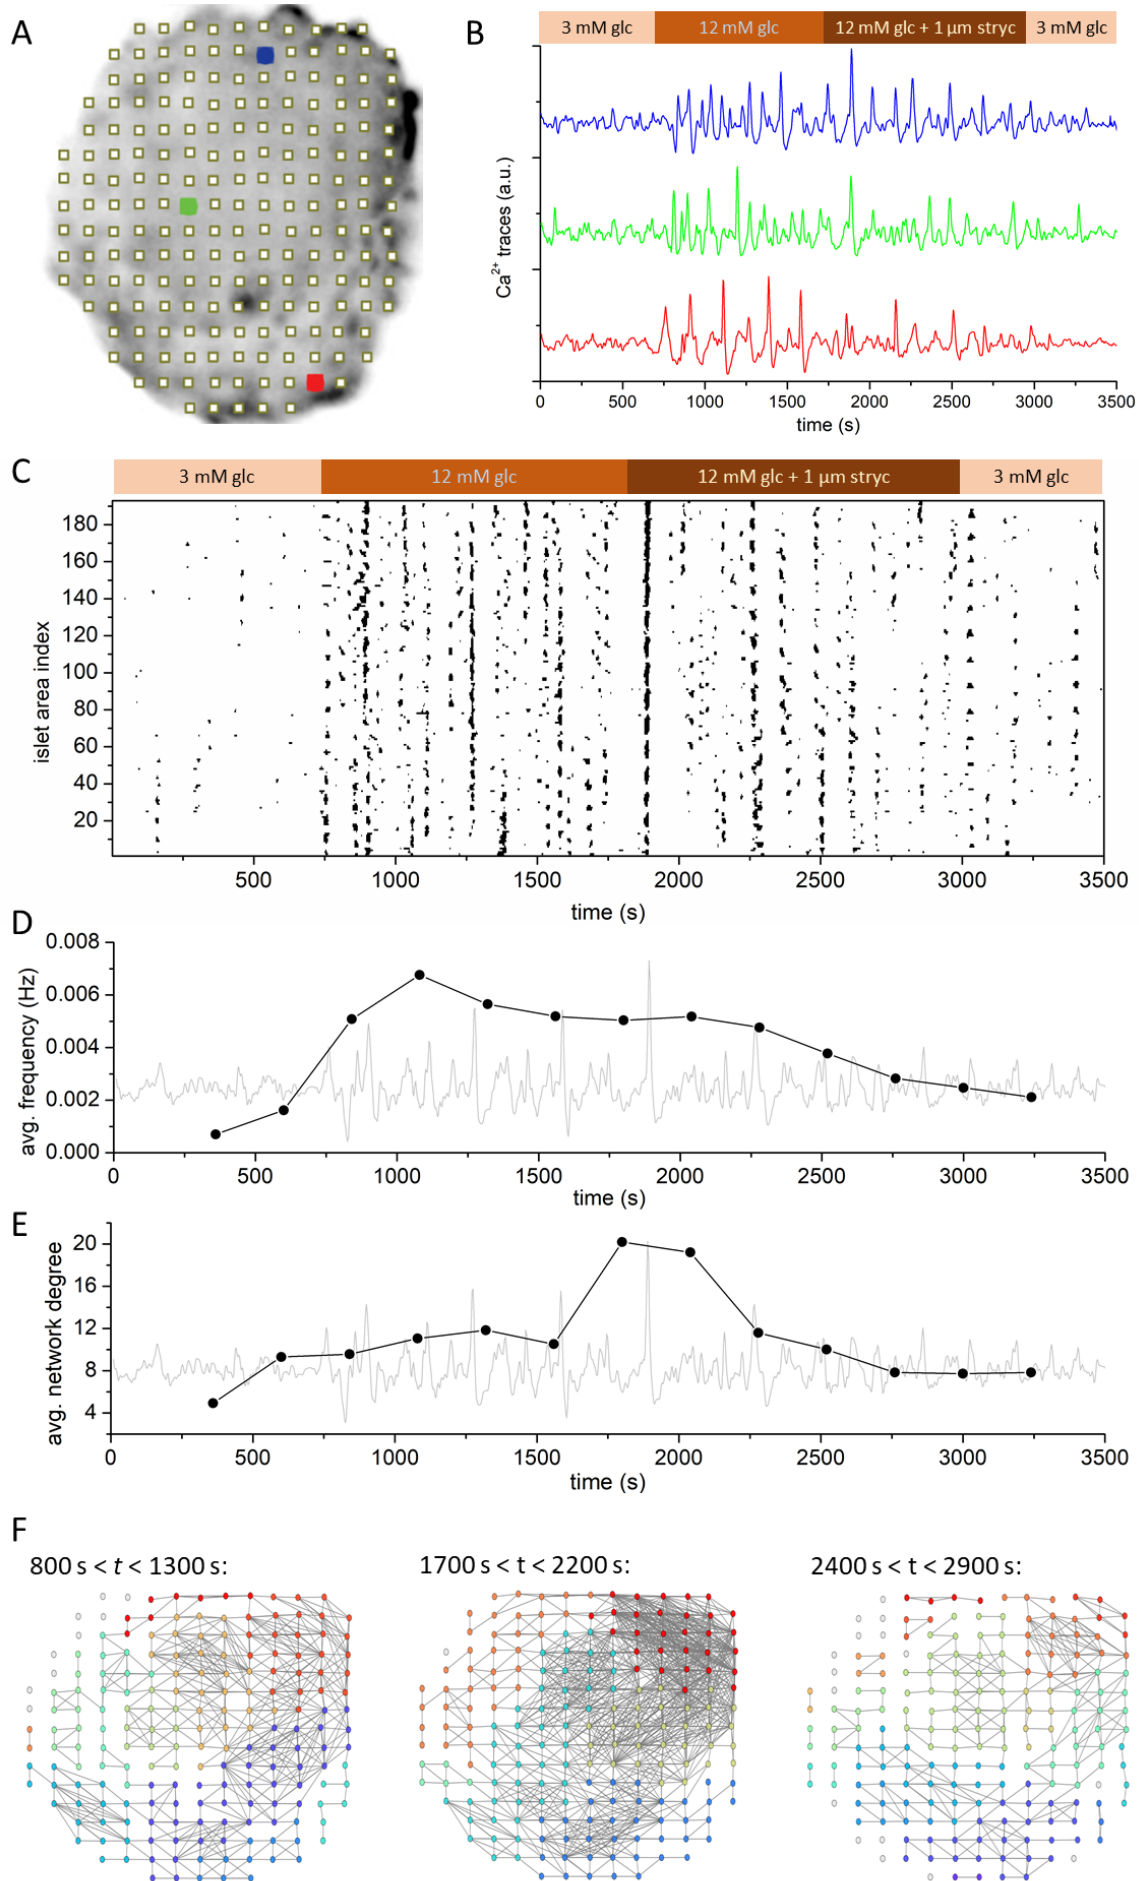 A
B
3 mM glc
12 mM glc
12 mM glc + 1 µm stryc
3 mM glc
Ca²⁺ traces (a.u.)
0
500
1000
1500
2000
2500
3000
3500
time (s)
C
3 mM glc
12 mM glc
12 mM glc + 1 µm stryc
3 mM glc
islet area index
180
160
140
120
100
80
60
40
20
500
1000
1500
2000
2500
3000
3500
time (s)
D
avg. frequency (Hz)
0.008
0.006
0.004
0.002
0.000
0
500
1000
1500
2000
2500
3000
3500
time (s)
E
avg. network degree
20
16
12
8
4
0
500
1000
1500
2000
2500
3000
3500
time (s)
F
800 s < t < 1300 s:
1700 s < t < 2200 s:
2400 s < t < 2900 s: